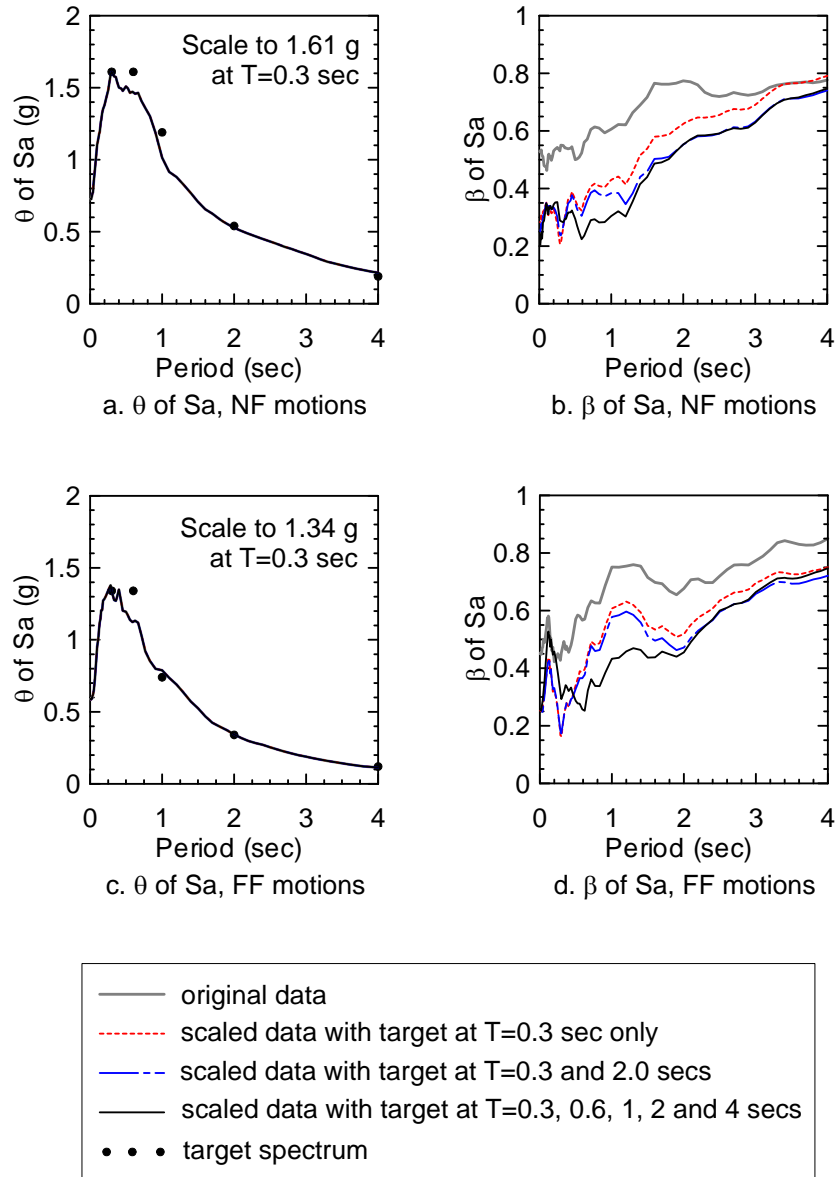 2
1.5
1
0.5
0
θ of Sa (g)
Scale to 1.61 g
at T=0.3 sec
0 1 2 3 4
Period (sec)
a. θ of Sa, NF motions
1
0.8
0.6
0.4
0.2
0
β of Sa
0 1 2 3 4
Period (sec)
b. β of Sa, NF motions
2
1.5
1
0.5
0
θ of Sa (g)
Scale to 1.34 g
at T=0.3 sec
0 1 2 3 4
Period (sec)
c. θ of Sa, FF motions
1
0.8
0.6
0.4
0.2
0
β of Sa
0 1 2 3 4
Period (sec)
d. β of Sa, FF motions
original data
scaled data with target at T=0.3 sec only
scaled data with target at T=0.3 and 2.0 secs
scaled data with target at T=0.3, 0.6, 1, 2 and 4 secs
target spectrum